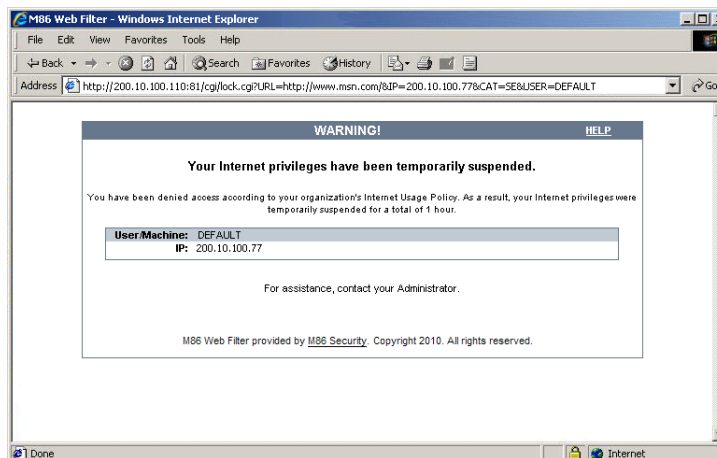 M86 Web Filter - Windows Internet Explorer
File Edit View Favorites Tools Help
Back Search Favorites History
Address http://200.10.100.110:81/cgi/lock.cgi?URL=http://www.msn.com/&IP=200.10.100.77&CAT=SE&USER=DEFAULT Go
WARNING! HELP
Your Internet privileges have been temporarily suspended.
You have been denied access according to your organization's Internet Usage Policy. As a result, your Internet privileges were
temporarily suspended for a total of 1 hour.
User/Machine: DEFAULT
IP: 200.10.100.77
For assistance, contact your Administrator.
M86 Web Filter provided by M86 Security. Copyright 2010. All rights reserved.
Done Internet